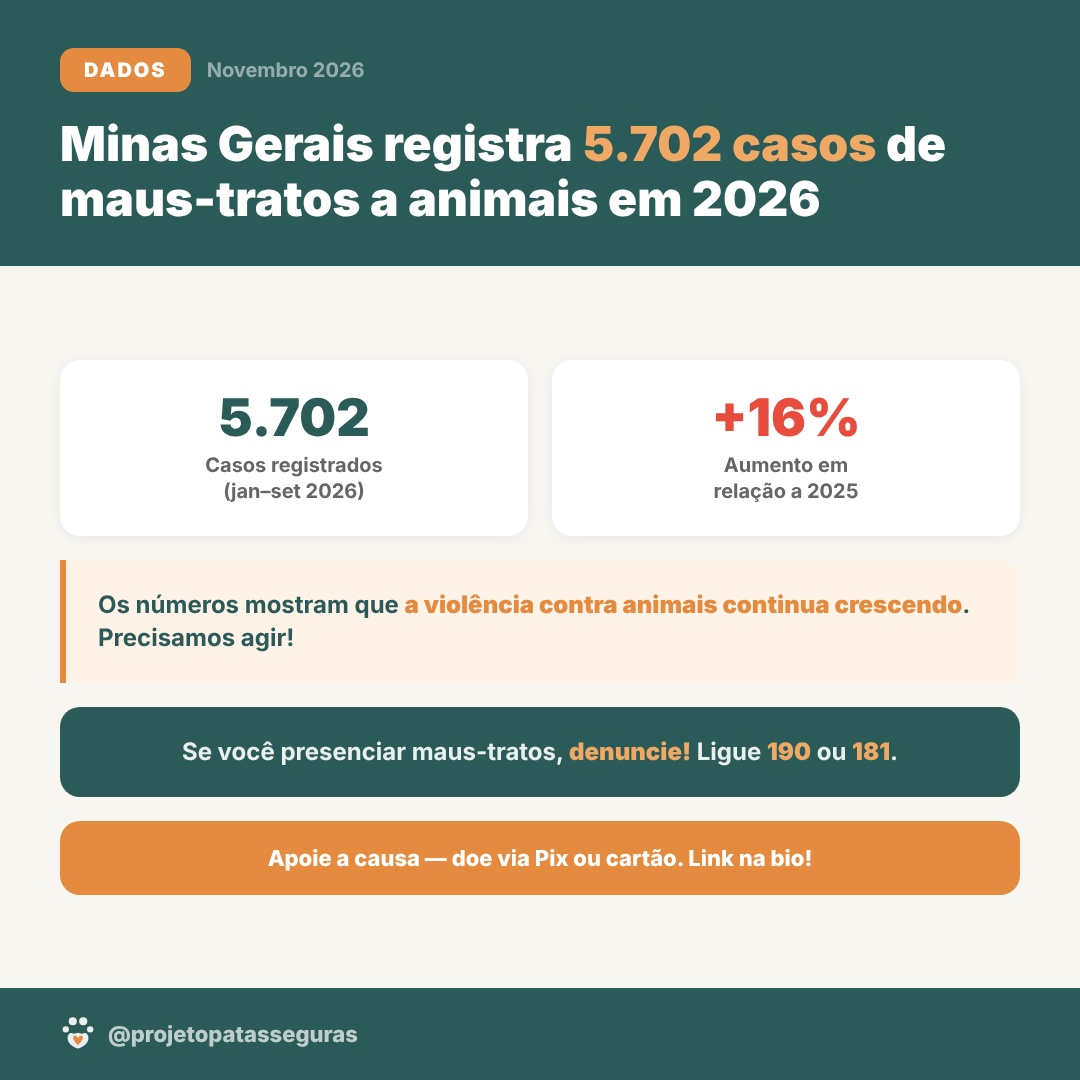 DADOS
Novembro 2026
Minas Gerais registra 5.702 casos de
maus-tratos a animais em 2026
5.702
Casos registrados
(jan–set 2026)
+16%
Aumento em
relação a 2025
Os números mostram que a violência contra animais continua crescendo.
Precisamos agir!
Se você presenciar maus-tratos, denuncie! Ligue 190 ou 181.
Apoie a causa — doe via Pix ou cartão. Link na bio!
@projetopatasseguras